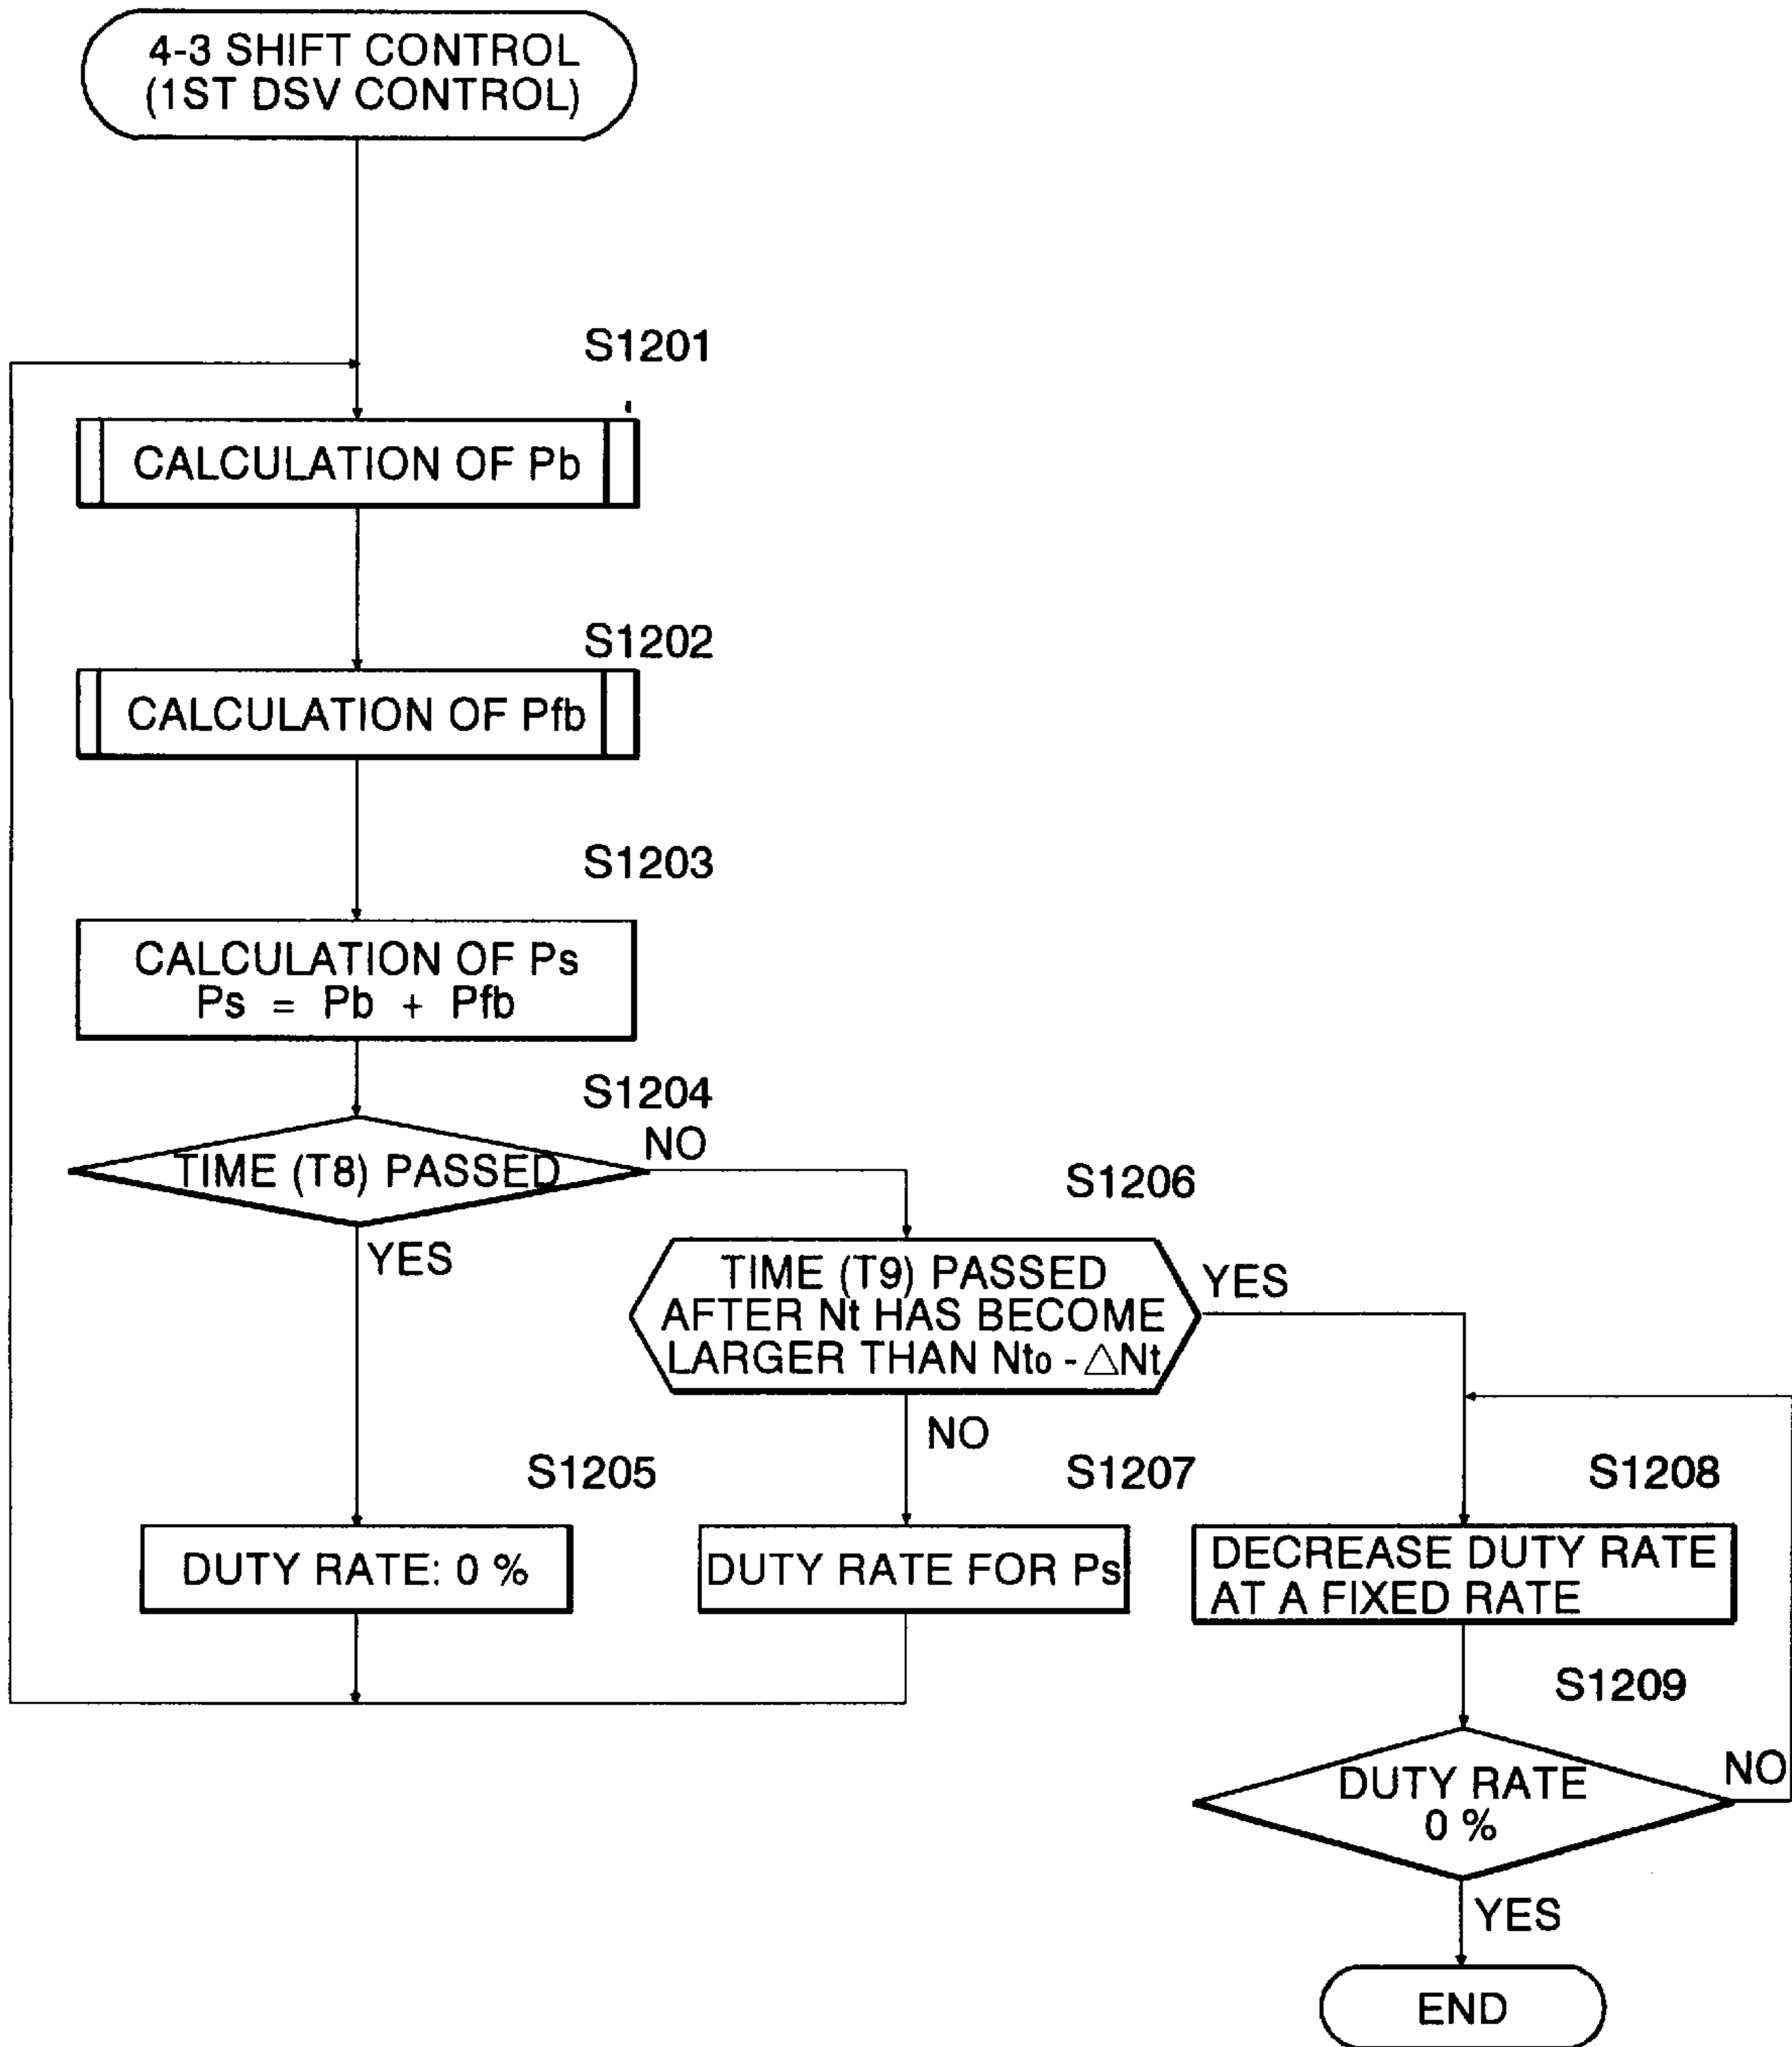 4-3 SHIFT CONTROL
(1ST DSV CONTROL)
S1201
CALCULATION OF Pb
S1202
CALCULATION OF Pfb
S1203
CALCULATION OF Ps
Ps = Pb + Pfb
S1204
TIME (T8) PASSED
NO
YES
S1206
TIME (T9) PASSED
AFTER Nt HAS BECOME
LARGER THAN Nto - △Nt
YES
NO
S1205
DUTY RATE: 0 %
S1207
DUTY RATE FOR Ps
S1208
DECREASE DUTY RATE
AT A FIXED RATE
S1209
DUTY RATE
0 %
NO
YES
END